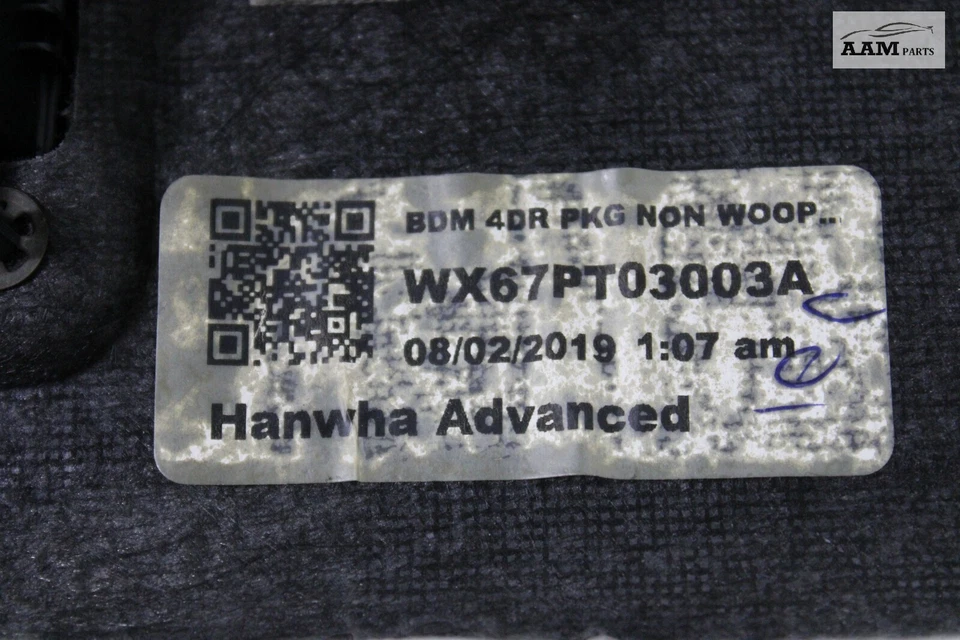 AAM PARTS
BDM 4DR PKG NON WOOP...
WX67PT03003A
08/02/2019 1:07 am
Hanwha Advanced